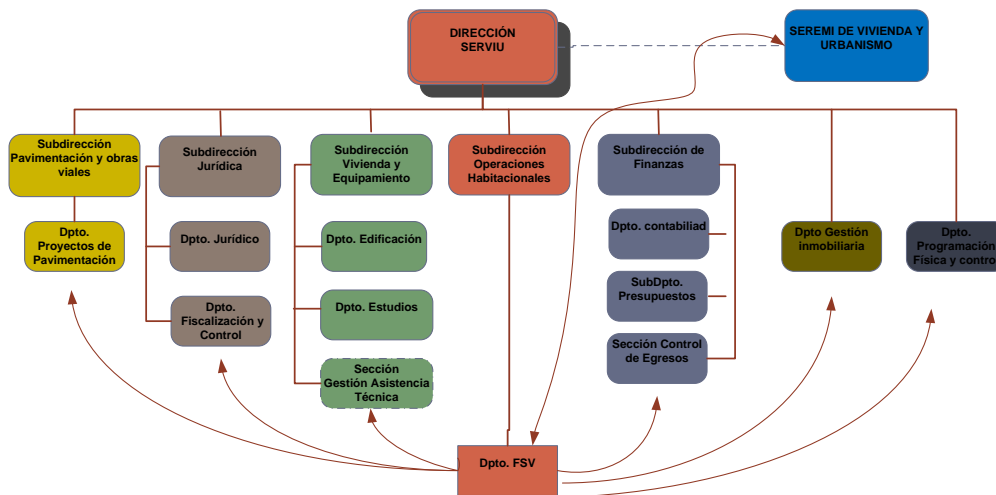 DIRECCIÓN
SERVIU
SEREMI DE VIVIENDA Y
URBANISMO
Subdirección
Pavimentación y obras
viales
Subdirección
Jurídica
Subdirección
Vivienda y
Equipamiento
Subdirección
Operaciones
Habitacionales
Subdirección de
Finanzas
Dpto.
Proyectos de
Pavimentación
Dpto. Jurídico
Dpto. Edificación
Dpto. contabiliad
Dpto Gestión
inmobiliaria
Dpto.
Programación
Física y control
Dpto.
Fiscalización y
Control
Dpto. Estudios
SubDpto.
Presupuestos
Sección
Gestión Asistencia
Técnica
Sección Control
de Egresos
Dpto. FSV